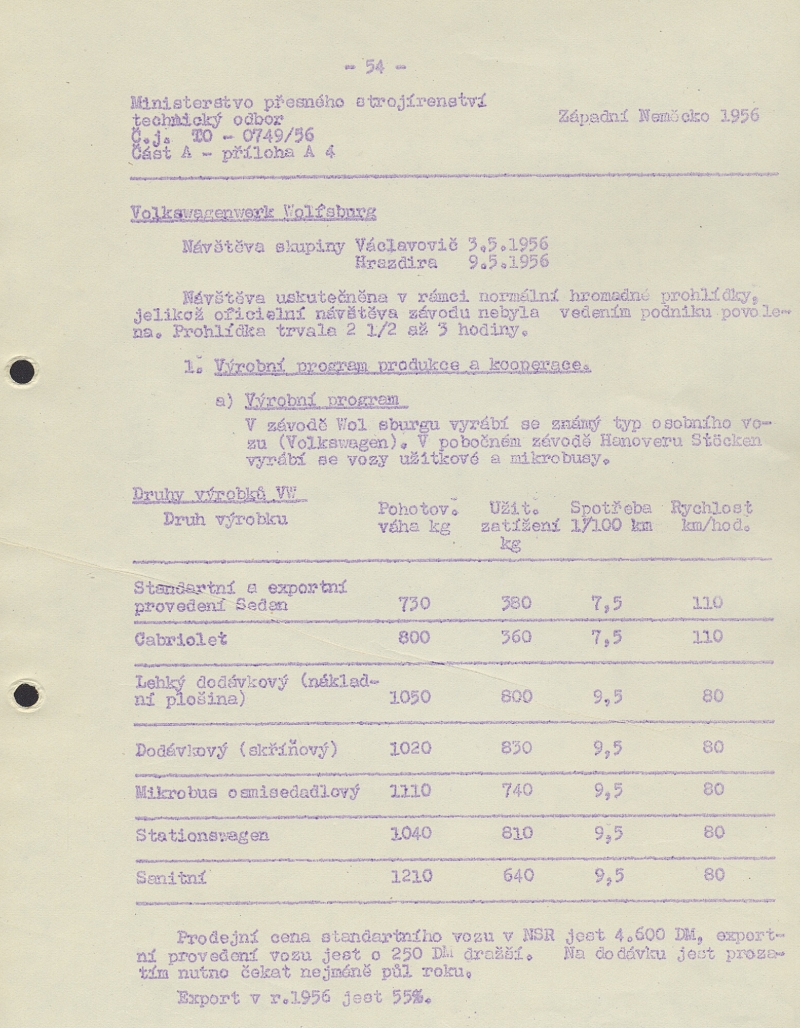 - 54 -
Ministerstvo přesného strojírenství
technický odbor
Č.j. TO - 0749/56
Část A - příloha A 4
Západní Německo 1956
Volkswagenwerk Wolfsburg
Návštěva skupiny Václavovič 3.5.1956
Hrazdira 9.5.1956
Návštěva uskutečněna v rámci normální hromadné prohlídky,
jelikož oficielní návštěva závodu nebyla vedením podniku povole-
na. Prohlídka trvala 2 1/2 až 3 hodiny.
1. Výrobní program produkce a kooperace.
a) Výrobní program
V závodě Wol sburgu vyrábí se známý typ osobního vo-
zu (Volkswagen). V pobočném závodě Hanoveru Stöcken
vyrábí se vozy užitkové a mikrobusy.
Druhy výrobků VW
Druh výrobku Pohotov. váha kg Užit. zatížení kg Spotřeba 1/100 km Rychlost km/hod.
Standartní a exportní
provedení Sedan 730 380 7,5 110
Cabriolet 800 360 7,5 110
Lehký dodávkový (náklad-
ní plošina) 1050 800 9,5 80
Dodávkový (skříňový) 1020 830 9,5 80
Mikrobus osmisedadlový 1110 740 9,5 80
Stationswagen 1040 810 9,5 80
Sanitní 1210 640 9,5 80
Prodejní cena standartního vozu v NSR jest 4.600 DM, export-
ní provedení vozu jest o 250 DM dražší. Na dodávku jest proza-
tím nutno čekat nejméně půl roku.
Export v r.1956 jest 55%.